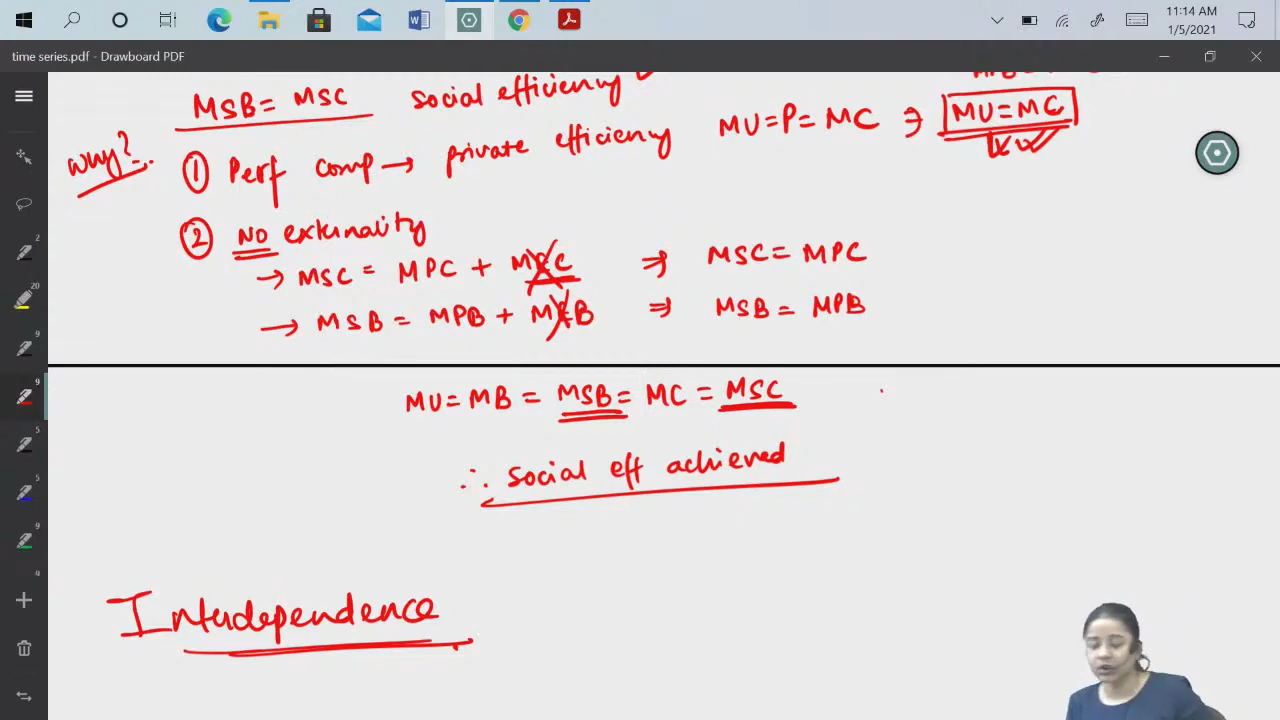 11:14 AM
1/5/2021
time series.pdf - Drawboard PDF
MSB = MSC social efficiency
MU = P = MC ∋ MU = MC
Why?
① Perf comp → private efficiency
② NO externality
→ MSC = MPC + MEC ⇒ MSC = MPC
→ MSB = MPB + MEB ⇒ MSB = MPB
MU = MB = MSB = MC = MSC
∴ social eff achieved
Interdependence